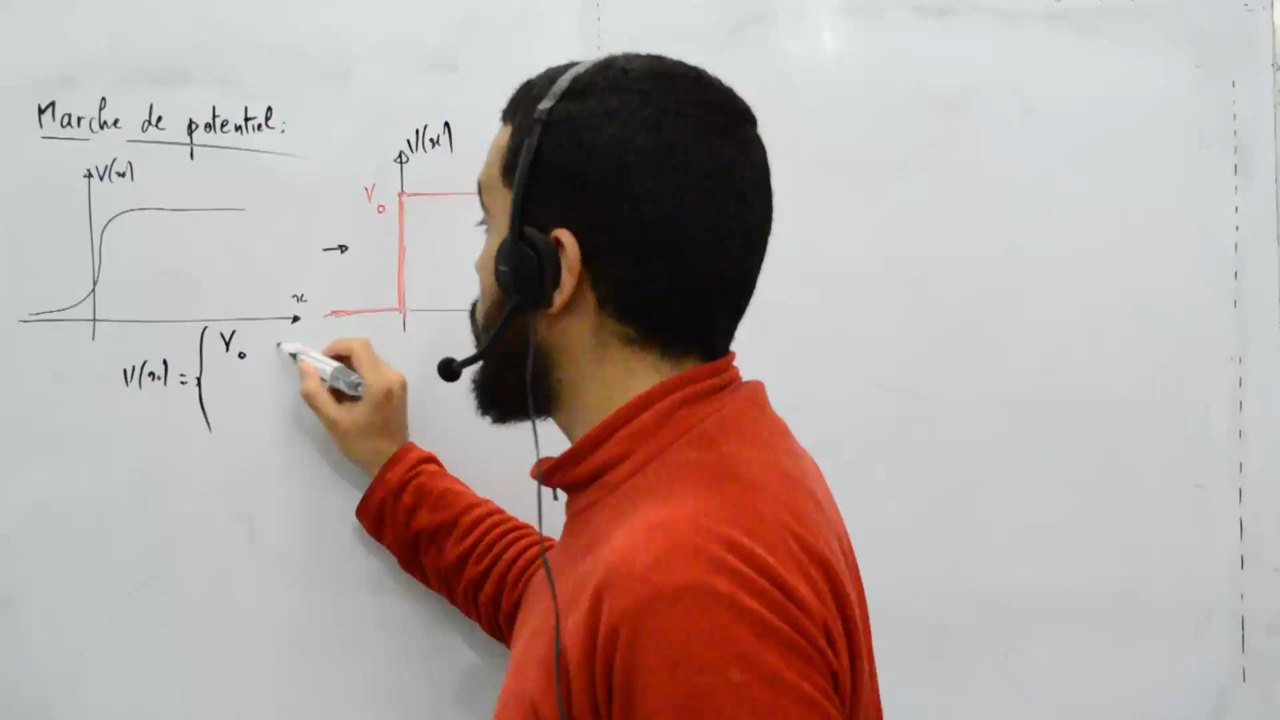 Marche de potentiel:
V(x)
x
V(x)
V₀
V(x) = { V₀